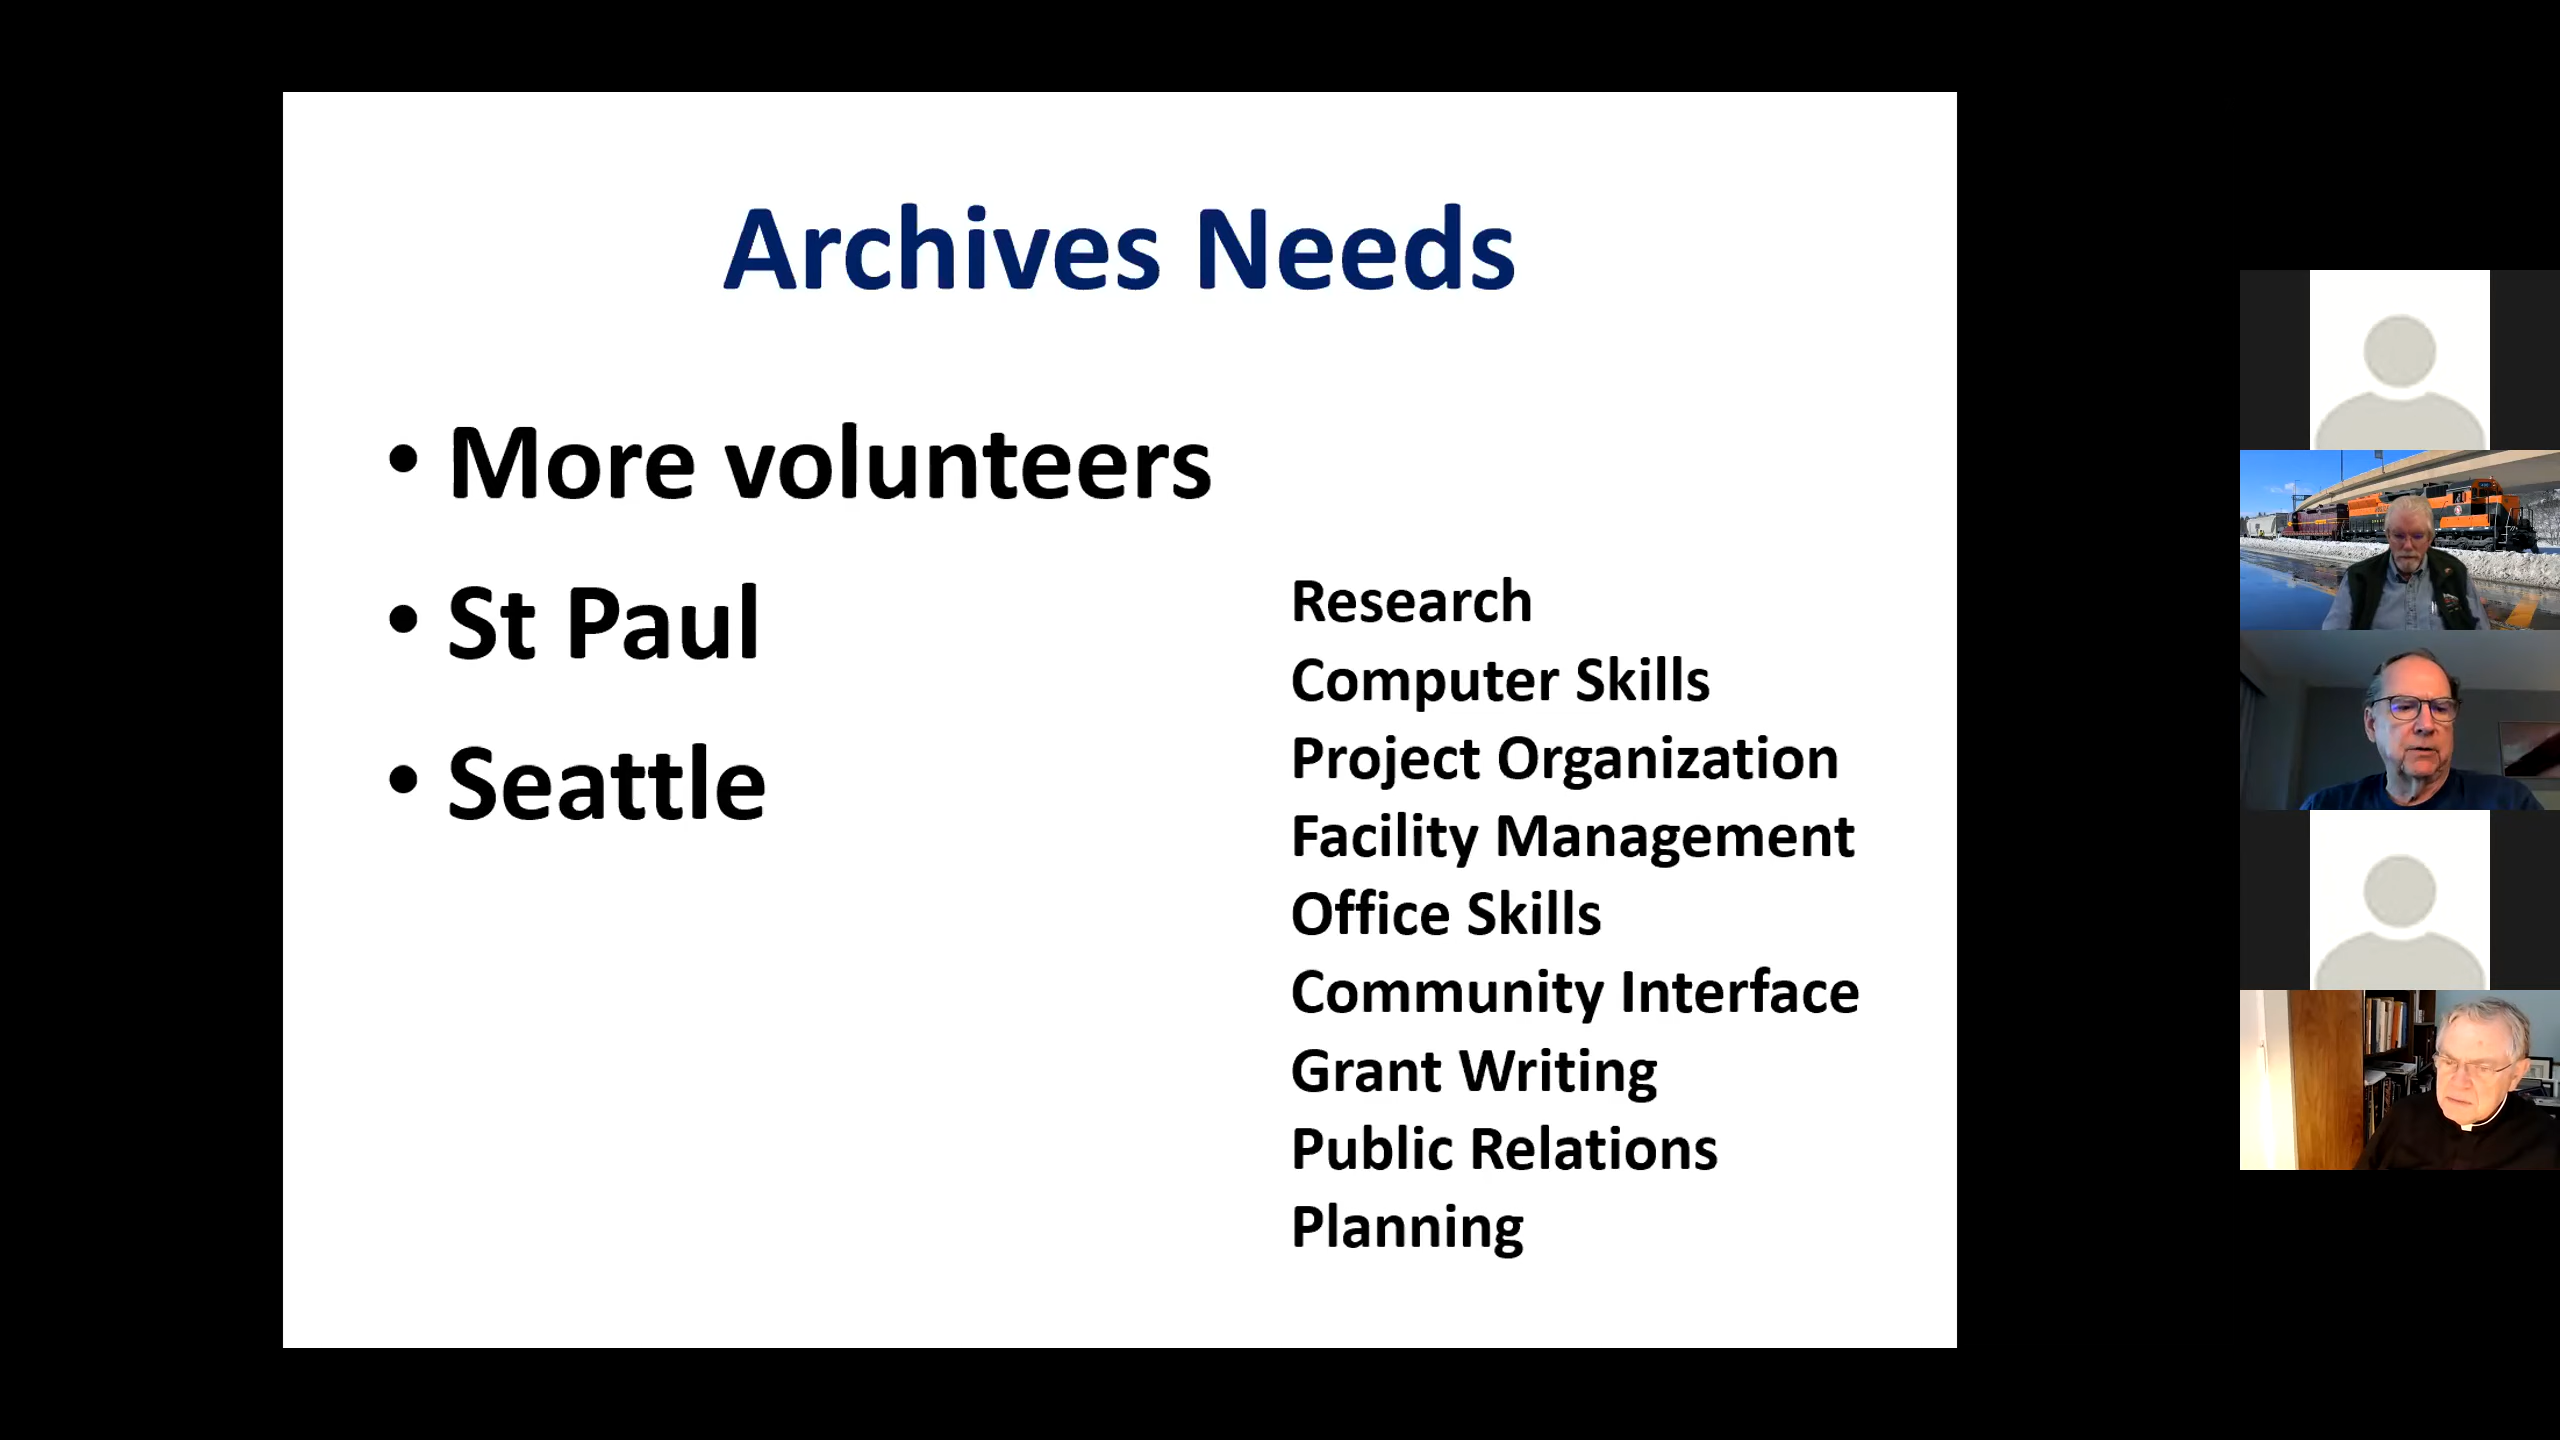 Archives Needs
• More volunteers
• St Paul
• Seattle
Research
Computer Skills
Project Organization
Facility Management
Office Skills
Community Interface
Grant Writing
Public Relations
Planning